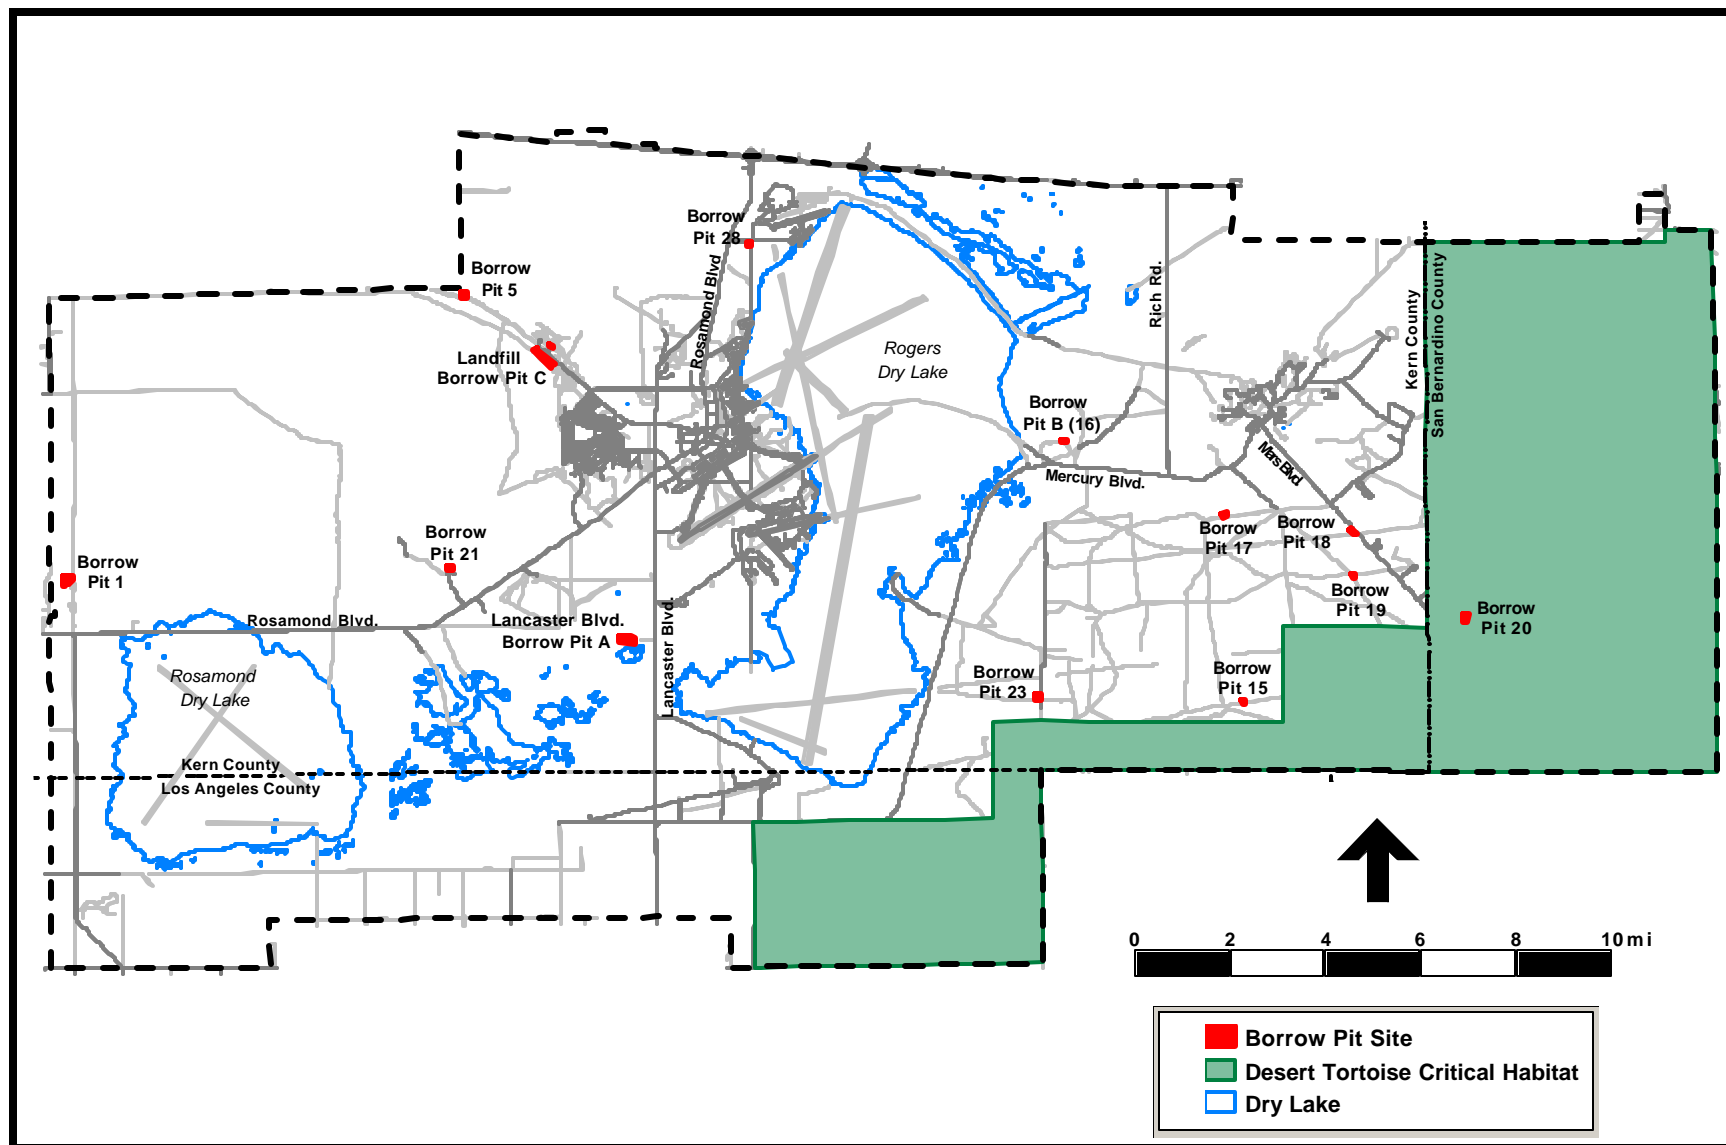 Borrow
Pit 28
Rosamond Blvd
Borrow
Pit 5
Landfill
Borrow Pit C
Rosamond Blvd
Rogers
Dry Lake
Rich Rd.
Kern County
San Bernardino County
Borrow
Pit B (16)
Mercury Blvd.
Mars Blvd
Borrow
Pit 17
Borrow
Pit 18
Borrow
Pit 21
Borrow
Pit 1
Borrow
Pit 19
Borrow
Pit 20
Rosamond Blvd.
Lancaster Blvd.
Borrow Pit A
Lancaster Blvd.
Rosamond
Dry Lake
Borrow
Pit 23
Borrow
Pit 15
Kern County
Los Angeles County
0 2 4 6 8 10 mi
Borrow Pit Site
Desert Tortoise Critical Habitat
Dry Lake